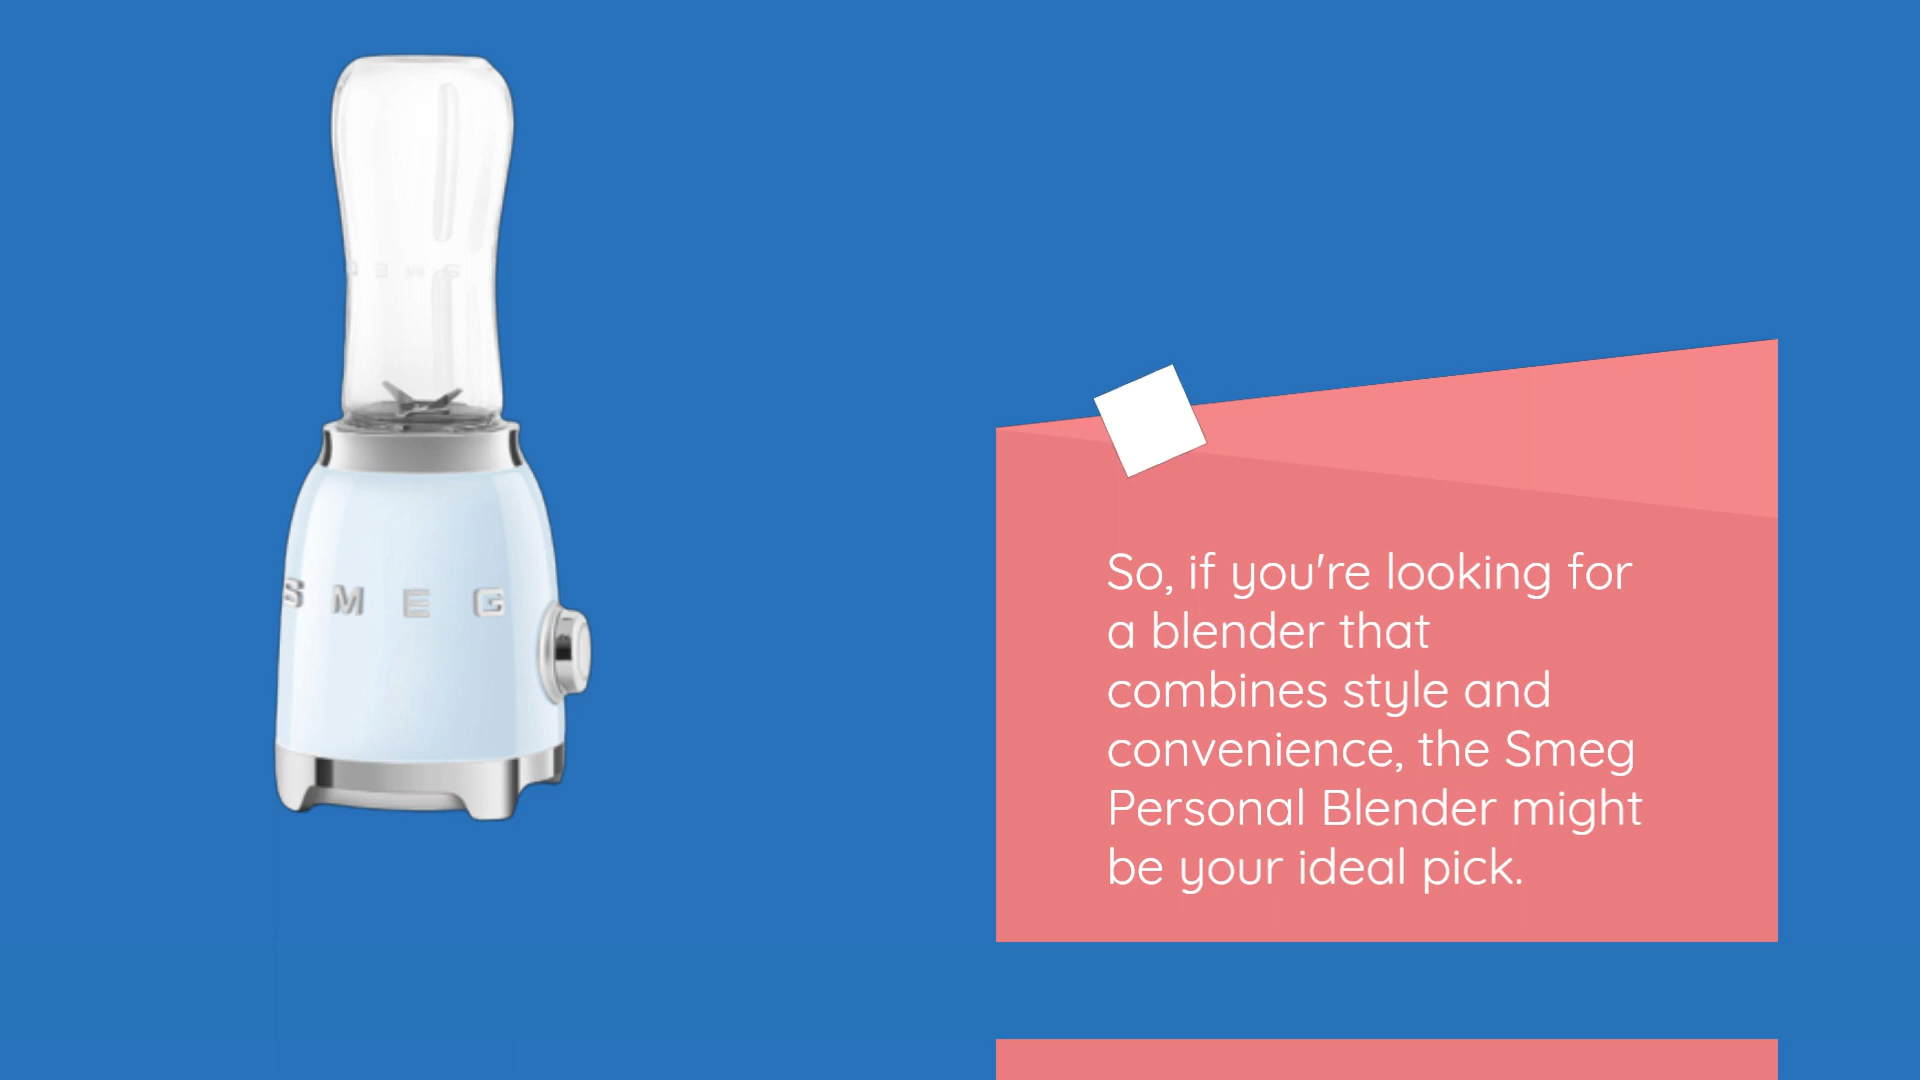 SMEG
So, if you're looking for
a blender that
combines style and
convenience, the Smeg
Personal Blender might
be your ideal pick.